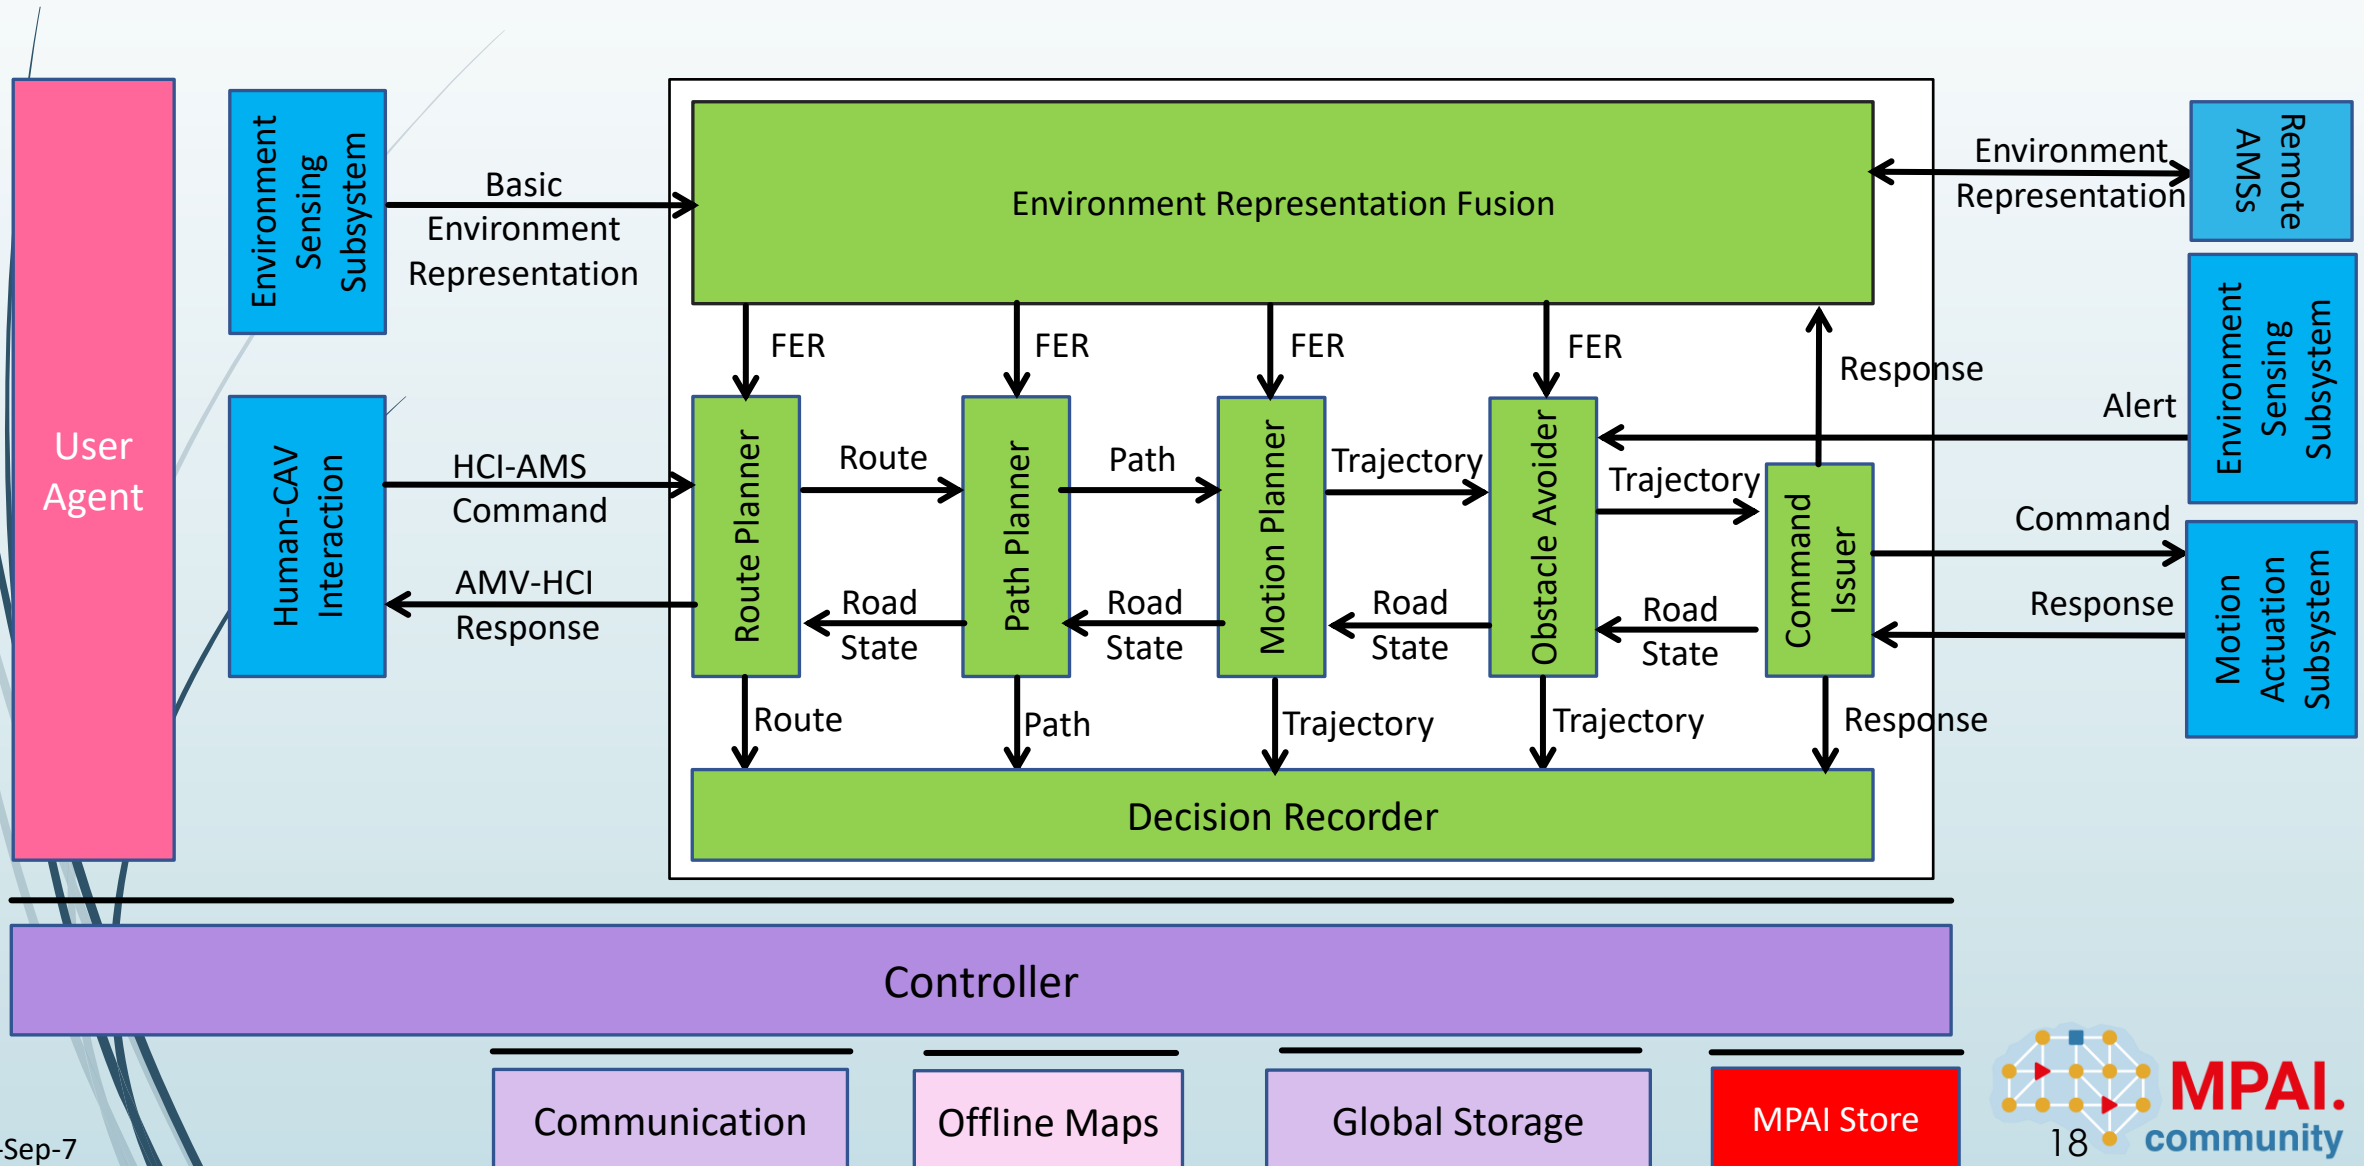 User
Agent
Environment
Sensing
Subsystem
Basic
Environment
Representation
Environment Representation Fusion
Environment
Representation
Remote
AMSs
FER
FER
FER
FER
Response
Environment
Sensing
Subsystem
Alert
Human-CAV
Interaction
HCI-AMS
Command
AMV-HCI
Response
Route Planner
Route
Road
State
Path Planner
Path
Road
State
Motion Planner
Trajectory
Road
State
Obstacle Avoider
Trajectory
Road
State
Command
Issuer
Command
Response
Motion
Actuation
Subsystem
Route
Path
Trajectory
Trajectory
Response
Decision Recorder
Controller
Communication
Offline Maps
Global Storage
MPAI Store
MPAI.
community
18
-Sep-7